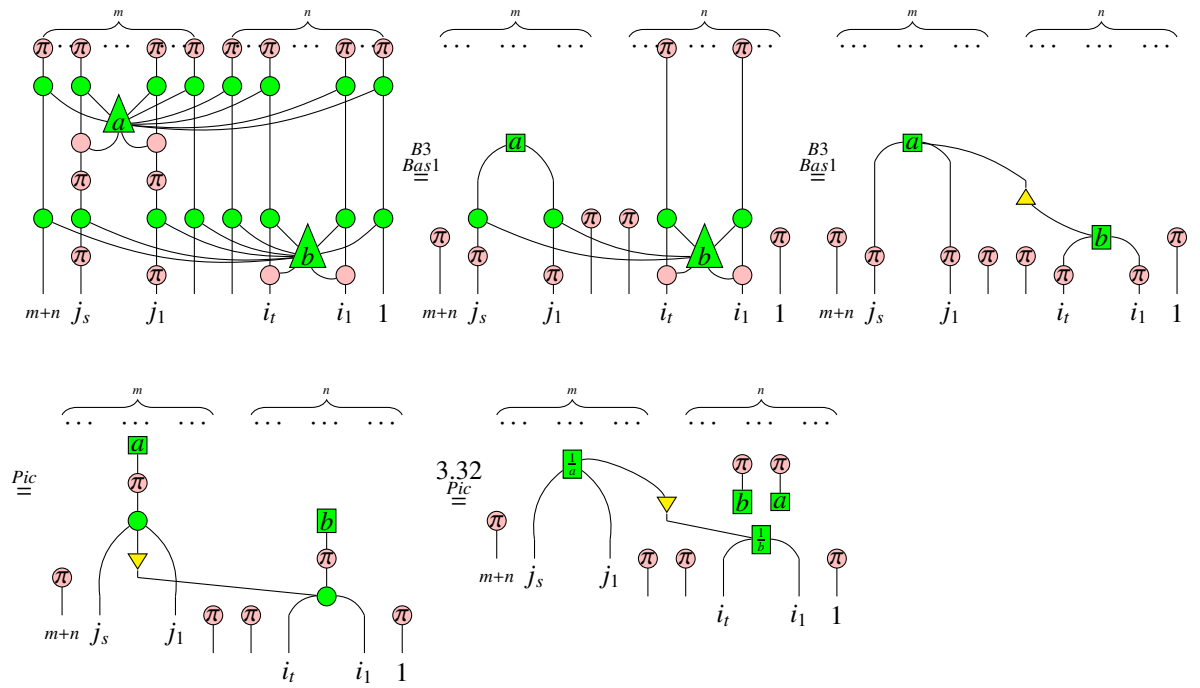 m n m n m n
π π π π π π π π π π
... ... ... ... ... ... ... ... ... ... ... ... ... ... ... ... ... ...
π π
a
B3
Bas1
=
a
B3
Bas1
=
a
π π
b
π π
π π π π π
b
π
π π π π π π π π
b
m+n j_s j_1 i_t i_1 1
m+n j_s j_1 i_t i_1 1
m+n j_s j_1 i_t i_1 1
m n m n
... ... ... ... ... ... ... ... ... ... ... ...
Pic
=
a
π
b
π
π
π π π
m+n j_s j_1
i_t i_1 1
3.32
Pic
=
1/a
π π
b a
1/b
π
π π π
m+n j_s j_1 i_t i_1 1